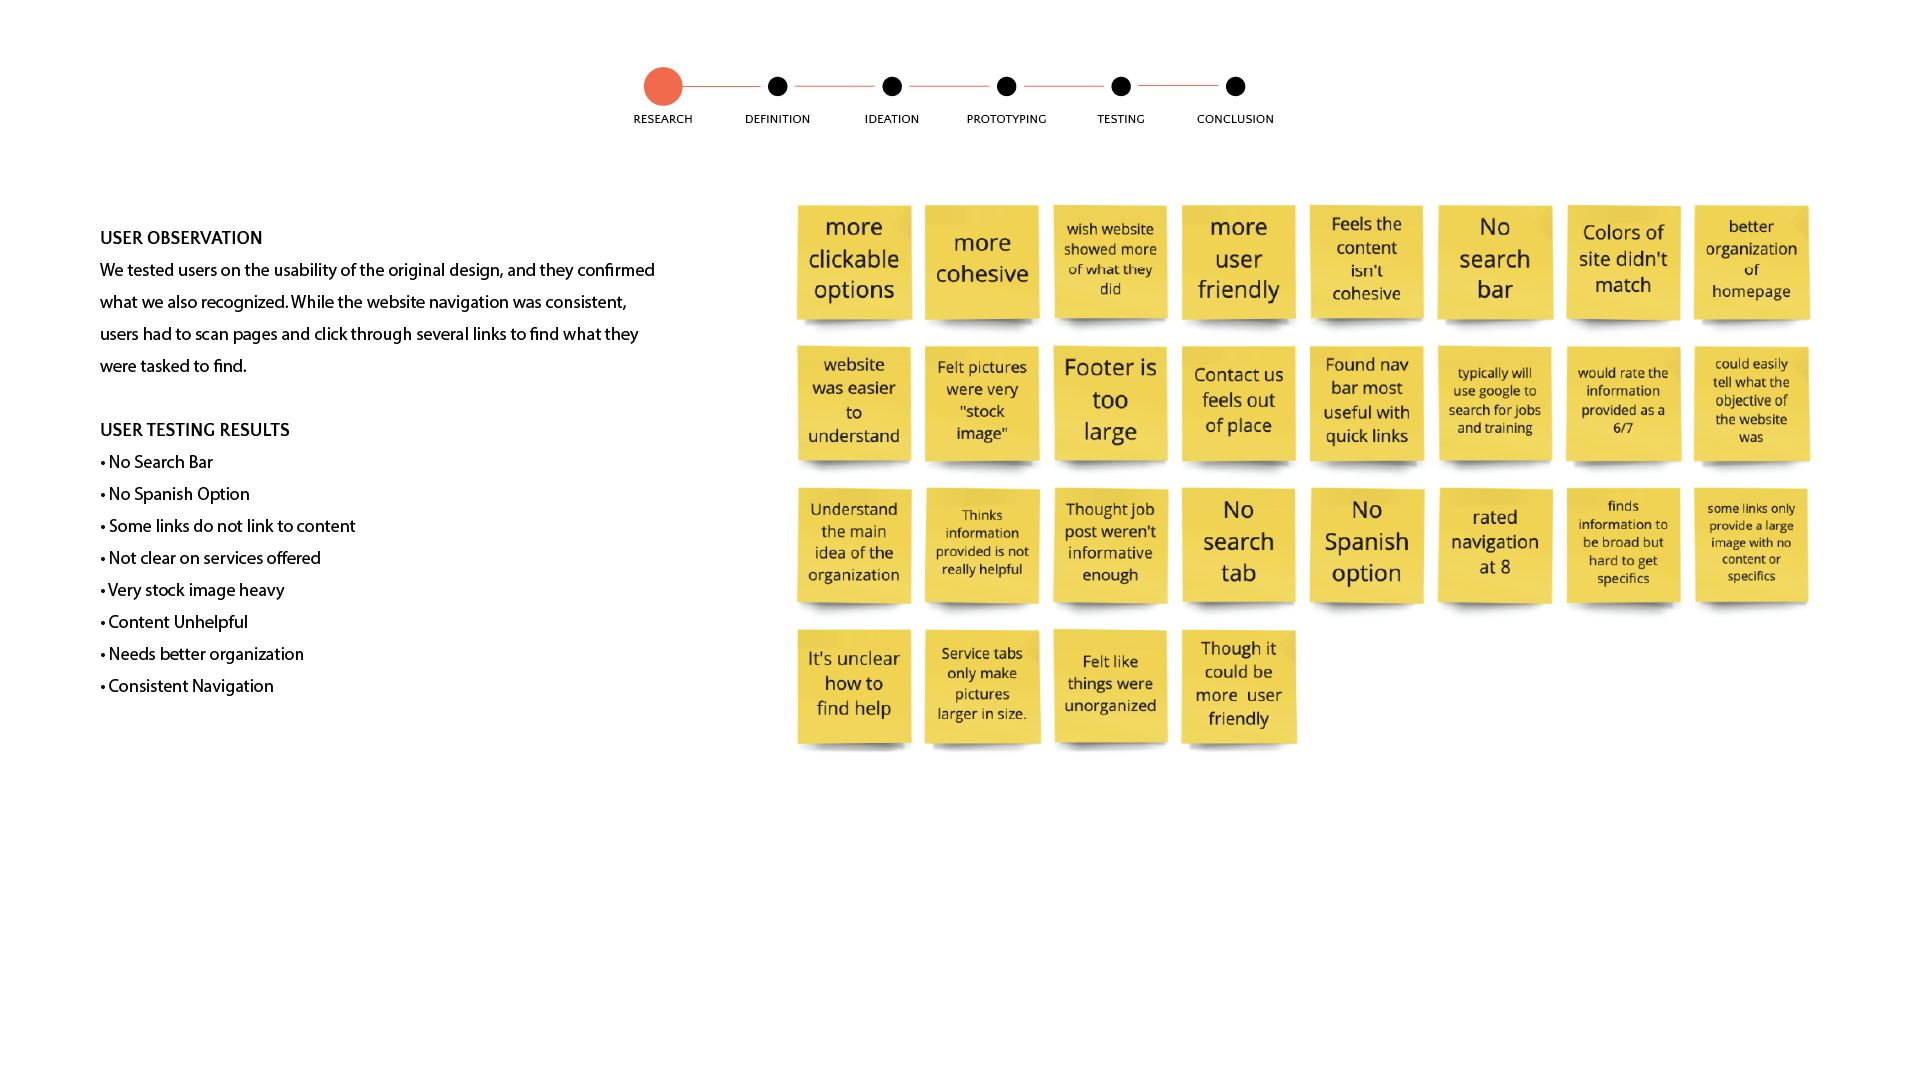 RESEARCH
DEFINITION
IDEATION
PROTOTYPING
TESTING
CONCLUSION
USER OBSERVATION
We tested users on the usability of the original design, and they confirmed
what we also recognized. While the website navigation was consistent,
users had to scan pages and click through several links to find what they
were tasked to find.
USER TESTING RESULTS
• No Search Bar
• No Spanish Option
• Some links do not link to content
• Not clear on services offered
• Very stock image heavy
• Content Unhelpful
• Needs better organization
• Consistent Navigation
more
clickable
options
more
cohesive
wish website
showed more
of what they
did
more
user
friendly
Feels the
content
isn't
cohesive
No
search
bar
Colors of
site didn't
match
better
organization
of
homepage
website
was easier
to
understand
Felt pictures
were very
"stock
image"
Footer is
too
large
Contact us
feels out
of place
Found nav
bar most
useful with
quick links
typically will
use google to
search for jobs
and training
would rate the
information
provided as a
6/7
could easily
tell what the
objective of
the website
was
Understand
the main
idea of the
organization
Thinks
information
provided is not
really helpful
Thought job
post weren't
informative
enough
No
search
tab
No
Spanish
option
rated
navigation
at 8
finds
information to
be broad but
hard to get
specifics
some links only
provide a large
image with no
content or
specifics
It's unclear
how to
find help
Service tabs
only make
pictures
larger in size.
Felt like
things were
unorganized
Though it
could be
more user
friendly